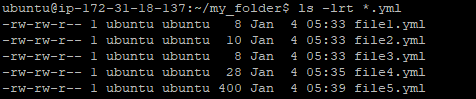 ubuntu@ip-172-31-18-137:~/my_folder$ ls -lrt *.yml
-rw-rw-r-- 1 ubuntu ubuntu   8 Jan  4 05:33 file1.yml
-rw-rw-r-- 1 ubuntu ubuntu  10 Jan  4 05:33 file2.yml
-rw-rw-r-- 1 ubuntu ubuntu   8 Jan  4 05:33 file3.yml
-rw-rw-r-- 1 ubuntu ubuntu  28 Jan  4 05:35 file4.yml
-rw-rw-r-- 1 ubuntu ubuntu 400 Jan  4 05:39 file5.yml